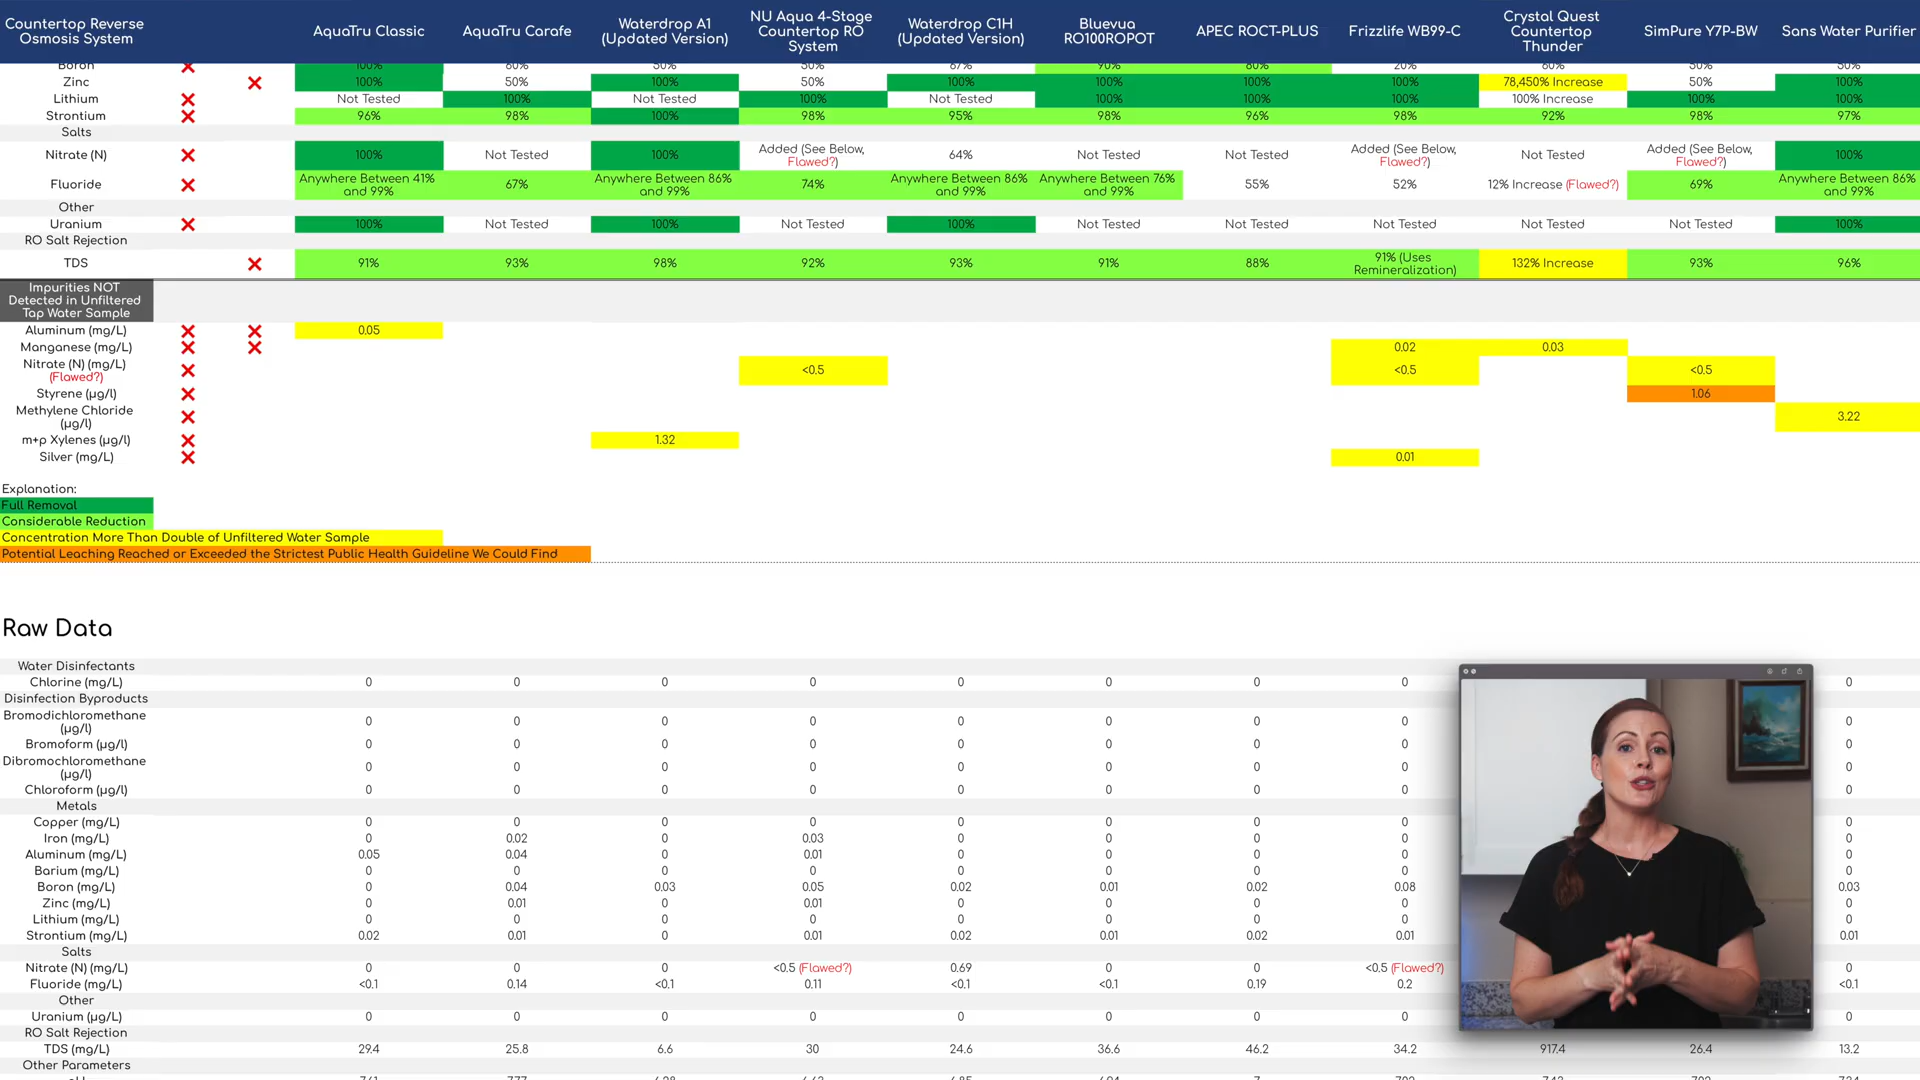 Countertop Reverse Osmosis System AquaTru Classic AquaTru Carafe Waterdrop A1 (Updated Version) NU Aqua 4-Stage Countertop RO System Waterdrop C1H (Updated Version) Bluevua RO100ROPOT APEC ROCT-PLUS Frizzlife WB99-C Crystal Quest Countertop Thunder SimPure Y7P-BW Sans Water Purifier
Boron 100% 60% 50% 50% 67% 90% 80% 20% 60% 50% 50%
Zinc 100% 50% 100% 50% 100% 100% 100% 100% 78,450% Increase 50% 100%
Lithium Not Tested 100% Not Tested 100% Not Tested 100% 100% 100% 100% Increase 100% 100%
Strontium 96% 98% 100% 98% 95% 98% 96% 98% 92% 98% 97%
Salts
Nitrate (N) 100% Not Tested 100% Added (See Below, Flawed?) 64% Not Tested Not Tested Added (See Below, Flawed?) Not Tested Added (See Below, Flawed?) 100%
Fluoride Anywhere Between 41% and 99% 67% Anywhere Between 86% and 99% 74% Anywhere Between 86% and 99% Anywhere Between 76% and 99% 55% 52% 12% Increase (Flawed?) 69% Anywhere Between 86% and 99%
Other
Uranium 100% Not Tested 100% Not Tested 100% Not Tested Not Tested Not Tested Not Tested Not Tested 100%
RO Salt Rejection
TDS 91% 93% 98% 92% 93% 91% 88% 91% (Uses Remineralization) 132% Increase 93% 96%
Impurities NOT Detected in Unfiltered Tap Water Sample
Aluminum (mg/L) 0.05
Manganese (mg/L) 0.02 0.03
Nitrate (N) (mg/L) (Flawed?) <0.5 <0.5 <0.5
Styrene (µg/l) 1.06
Methylene Chloride (µg/l) 3.22
m+p Xylenes (µg/l) 1.32
Silver (mg/L) 0.01
Explanation:
Full Removal
Considerable Reduction
Concentration More Than Double of Unfiltered Water Sample
Potential Leaching Reached or Exceeded the Strictest Public Health Guideline We Could Find
Raw Data
Water Disinfectants
Chlorine (mg/L) 0 0 0 0 0 0 0 0 0
Disinfection Byproducts
Bromodichloromethane (µg/l) 0 0 0 0 0 0 0 0 0
Bromoform (µg/l) 0 0 0 0 0 0 0 0 0
Dibromochloromethane (µg/l) 0 0 0 0 0 0 0 0 0
Chloroform (µg/l) 0 0 0 0 0 0 0 0 0
Metals
Copper (mg/L) 0 0 0 0 0 0 0 0 0
Iron (mg/L) 0 0.02 0 0.03 0 0 0 0 0
Aluminum (mg/L) 0.05 0.04 0 0.01 0 0 0 0 0
Barium (mg/L) 0 0 0 0 0 0 0 0 0
Boron (mg/L) 0 0.04 0.03 0.05 0.02 0.01 0.02 0.08 0.03
Zinc (mg/L) 0 0.01 0 0.01 0 0 0 0 0
Lithium (mg/L) 0 0 0 0 0 0 0 0 0
Strontium (mg/L) 0.02 0.01 0 0.01 0.02 0.01 0.02 0.01 0.01
Salts
Nitrate (N) (mg/L) 0 0 0 <0.5 (Flawed?) 0.69 0 0 <0.5 (Flawed?) 0
Fluoride (mg/L) <0.1 0.14 <0.1 0.11 <0.1 <0.1 0.19 0.2 <0.1
Other
Uranium (µg/L) 0 0 0 0 0 0 0 0 0
RO Salt Rejection
TDS (mg/L) 29.4 25.8 6.6 30 24.6 36.6 46.2 34.2 917.4 26.4 13.2
Other Parameters